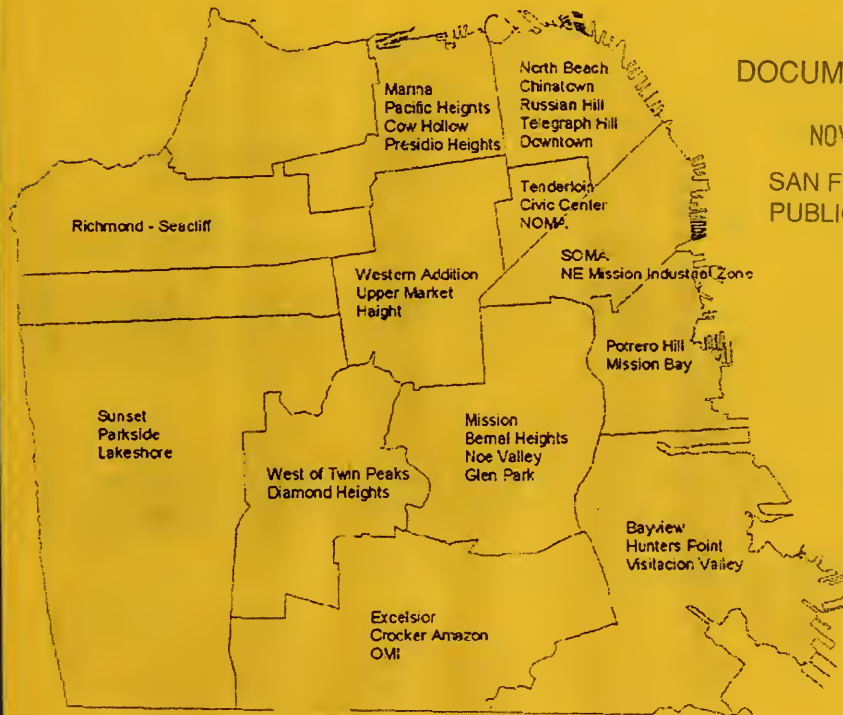 DOCUM
NOV
SAN F
PUBLIC
North Beach
Chinatown
Russian Hill
Telegraph Hill
Downtown
Marina
Pacific Heights
Cow Hollow
Presidio Heights
Tenderloin
Civic Center
NOMA
Richmond - Seacliff
SOMA
NE Mission Industrial Zone
Western Addition
Upper Market
Haight
Potrero Hill
Mission Bay
Sunset
Parkside
Lakeshore
Mission
Bernal Heights
Noe Valley
Glen Park
West of Twin Peaks
Diamond Heights
Bayview
Hunters Point
Visitacion Valley
Excelsior
Crocker Amazon
OMI